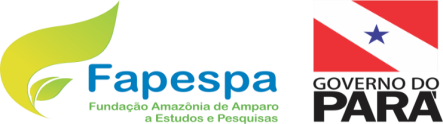 Fapespa
Fundação Amazônia de Amparo
a Estudos e Pesquisas
GOVERNO DO
PARÁ